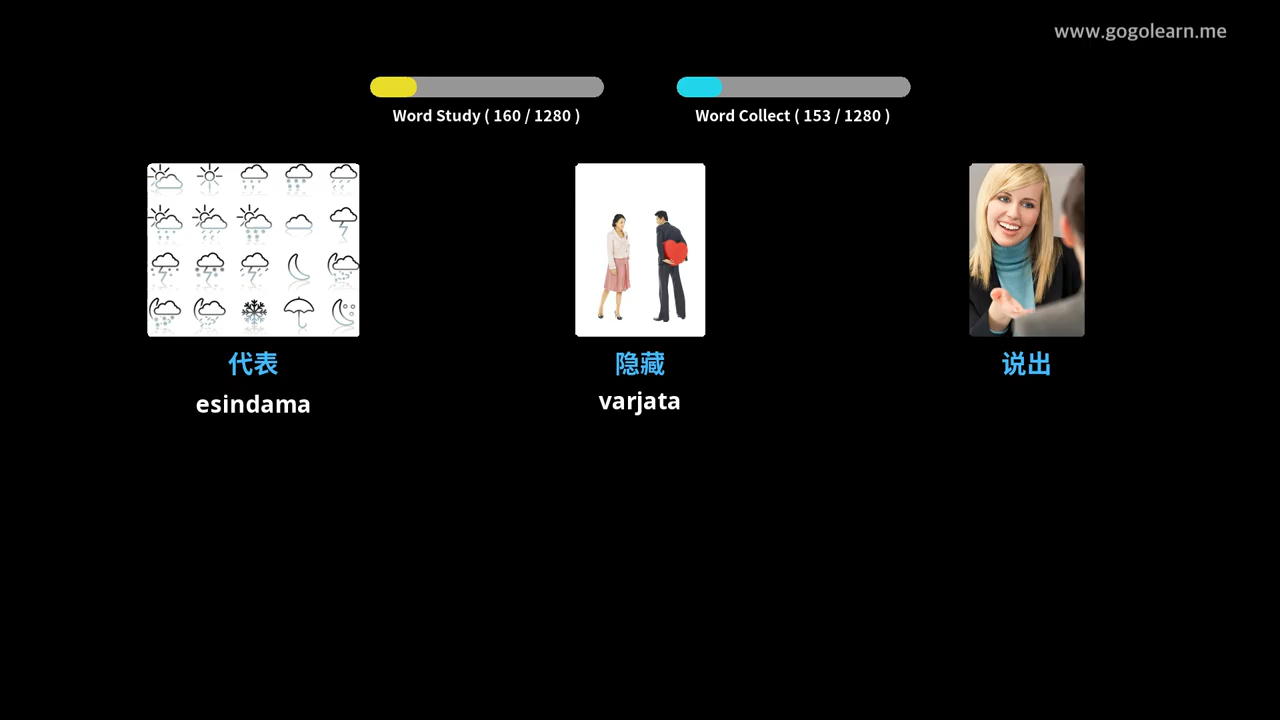 www.gogolearn.me
Word Study ( 160 / 1280 )
Word Collect ( 153 / 1280 )
代表
隐藏
说出
esindama
varjata